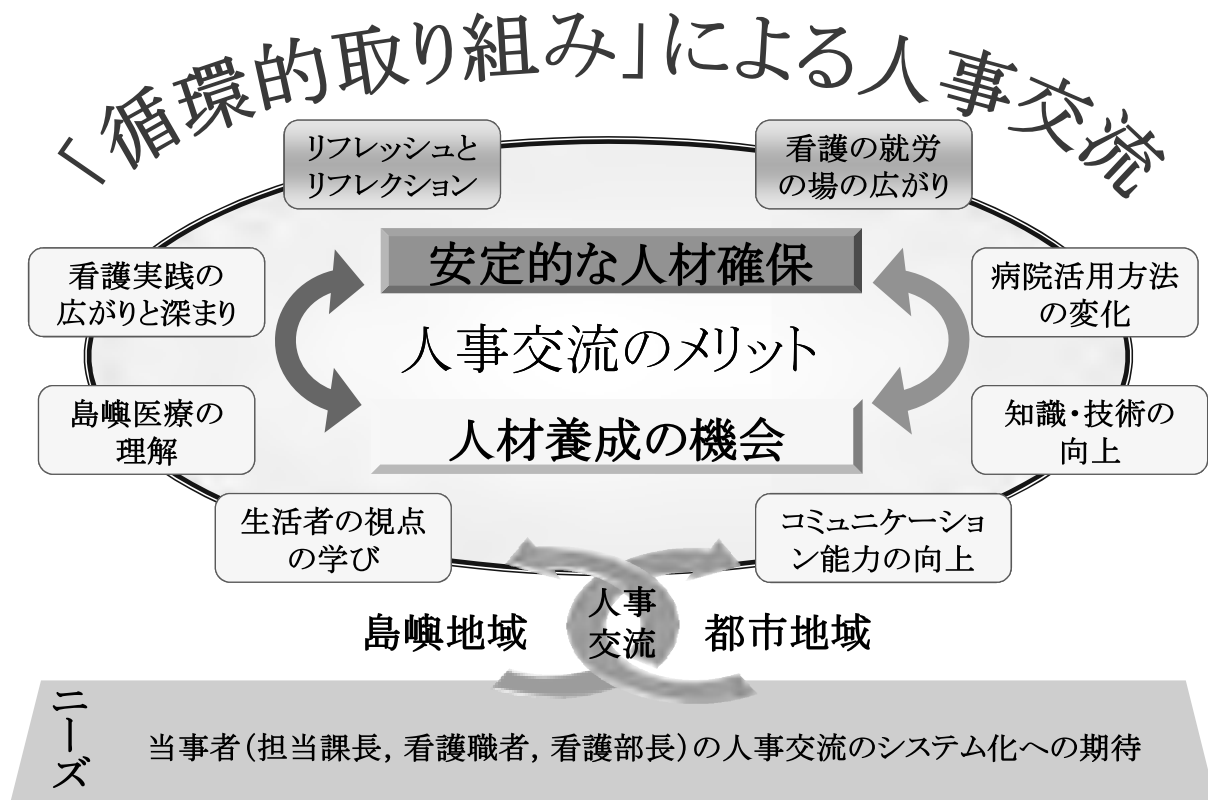 「循環的取り組み」による人事交流
リフレッシュと
リフレクション
看護の就労
の場の広がり
看護実践の
広がりと深まり
安定的な人材確保
病院活用方法
の変化
人事交流のメリット
島嶼医療の
理解
人材養成の機会
知識・技術の
向上
生活者の視点
の学び
コミュニケーショ
ン能力の向上
人事
交流
島嶼地域
都市地域
ニーズ
当事者(担当課長, 看護職者, 看護部長)の人事交流のシステム化への期待